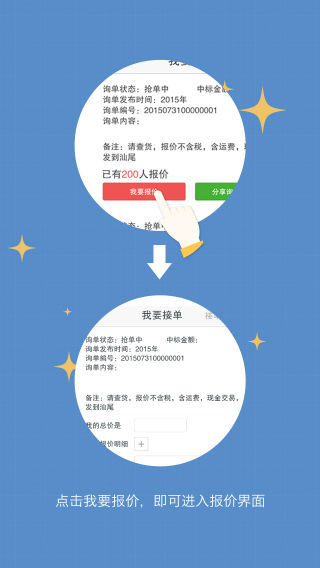 我要
询单状态：抢单中 中标金额：
询单发布时间：2015年
询单编号：2015073100000001
询单内容：
备注：请查货，报价不含税，含运费，现
发到汕尾
已有200人报价
我要报价
分享询
询单状态：抢单中
我要接单
接单
询单状态：抢单中 中标金额：
询单发布时间：2015年
询单编号：2015073100000001
询单内容：
备注：请查货，报价不含税，含运费，现金交易，
发到汕尾
我的总价是
报价明细 +
点击我要报价，即可进入报价界面